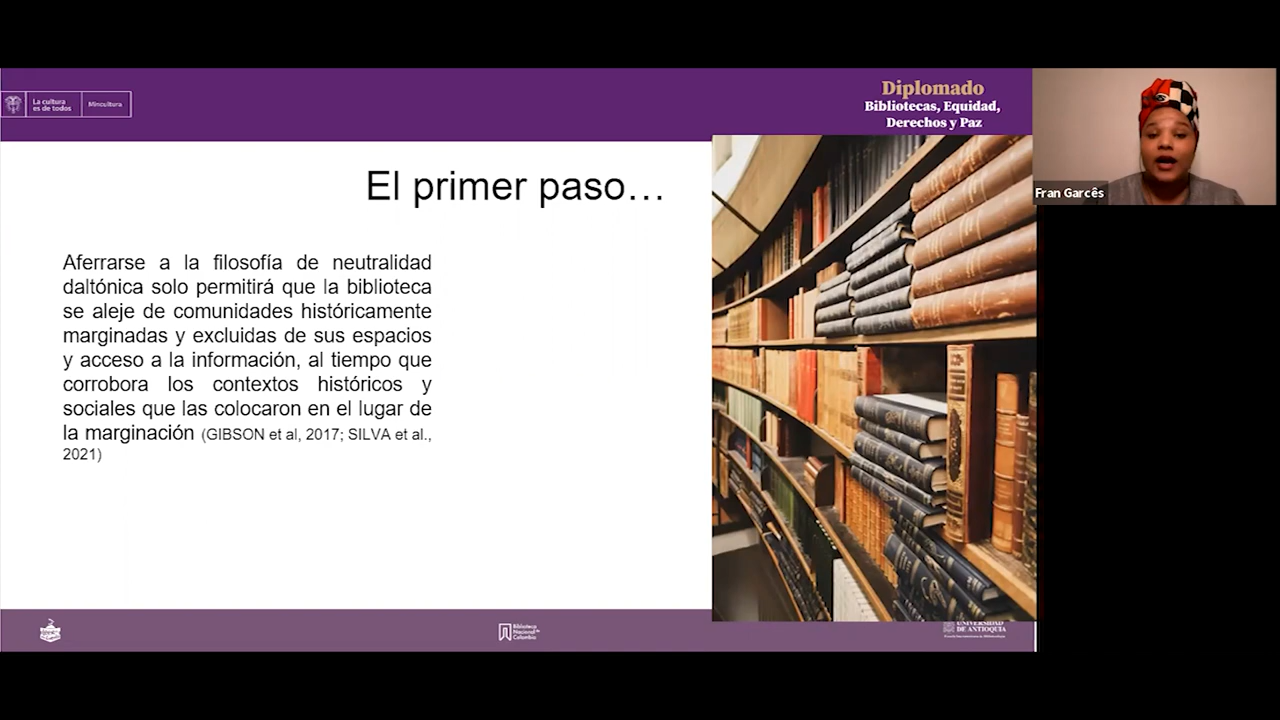 La cultura
es de todos
Mincultura
Diplomado
Bibliotecas, Equidad,
Derechos y Paz
Fran Garcês
El primer paso…
Aferrarse a la filosofía de neutralidad
daltónica solo permitirá que la biblioteca
se aleje de comunidades históricamente
marginadas y excluidas de sus espacios
y acceso a la información, al tiempo que
corrobora los contextos históricos y
sociales que las colocaron en el lugar de
la marginación (GIBSON et al, 2017; SILVA et al.,
2021)
Biblioteca
Nacional de
Colombia
UNIVERSIDAD
DE ANTIOQUIA